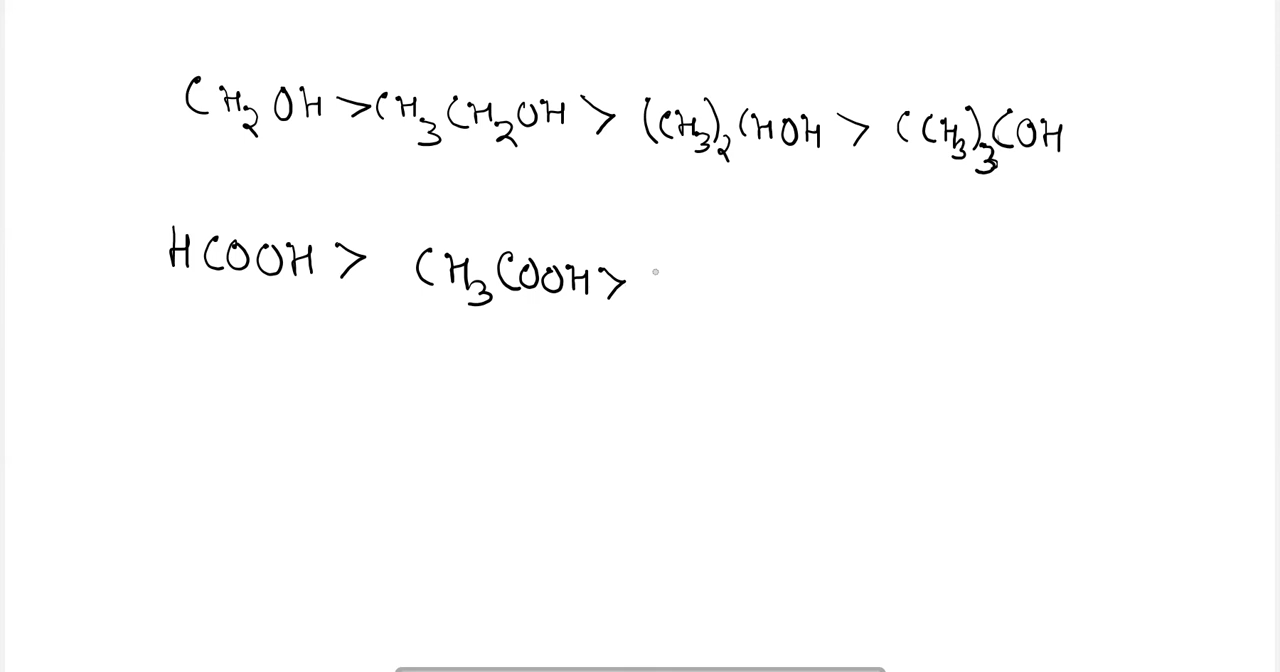 CH₂OH > CH₃CH₂OH > (CH₃)₂CHOH > (CH₃)₃COH
HCOOH > CH₃COOH >